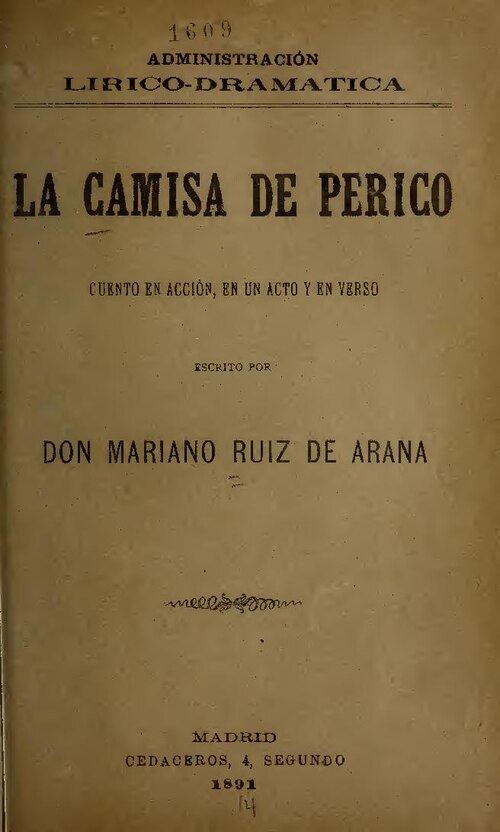 1609
ADMINISTRACIÓN
LIRICO-DRAMATICA
LA CAMISA DE PERICO
CUENTO EN ACCIÓN, EN UN ACTO Y EN VERSO
ESCRITO POR
DON MARIANO RUIZ DE ARANA
MADRID
CEDACEROS, 4, SEGUNDO
1891
14